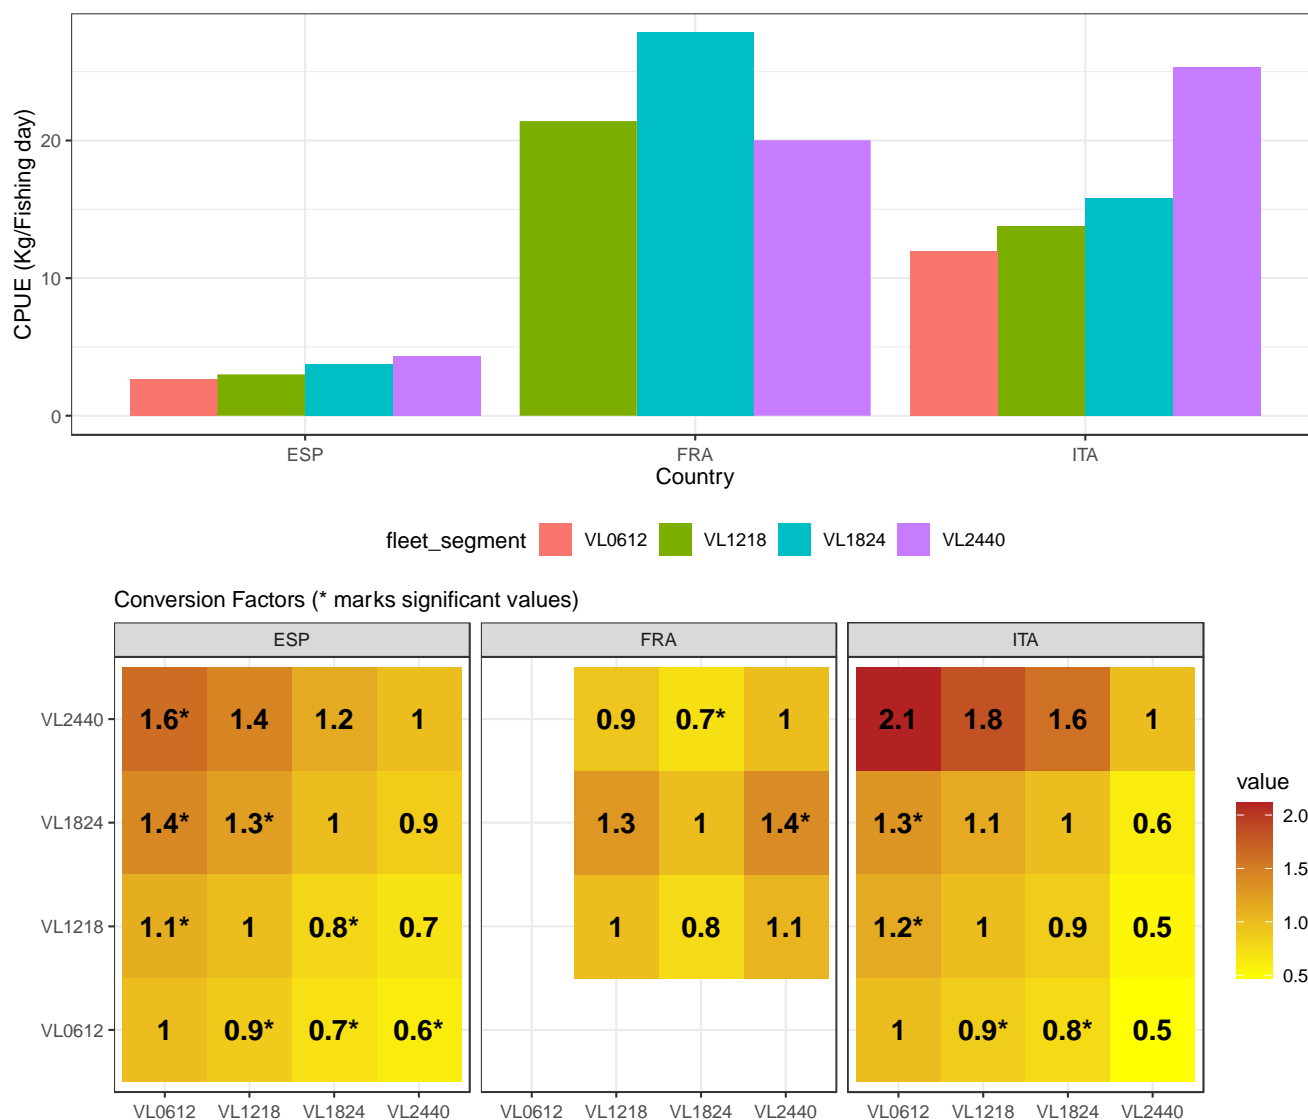 CPUE (Kg/Fishing day)
20
10
0
ESP FRA ITA
Country
fleet_segment VL0612 VL1218 VL1824 VL2440
Conversion Factors (* marks significant values)
ESP FRA ITA
VL2440 1.6* 1.4 1.2 1 0.9 0.7* 1 2.1 1.8 1.6 1
VL1824 1.4* 1.3* 1 0.9 1.3 1 1.4* 1.3* 1.1 1 0.6
VL1218 1.1* 1 0.8* 0.7 1 0.8 1.1 1.2* 1 0.9 0.5
VL0612 1 0.9* 0.7* 0.6* 1 0.9* 0.8* 0.5
VL0612 VL1218 VL1824 VL2440 VL0612 VL1218 VL1824 VL2440 VL0612 VL1218 VL1824 VL2440
value
2.0
1.5
1.0
0.5